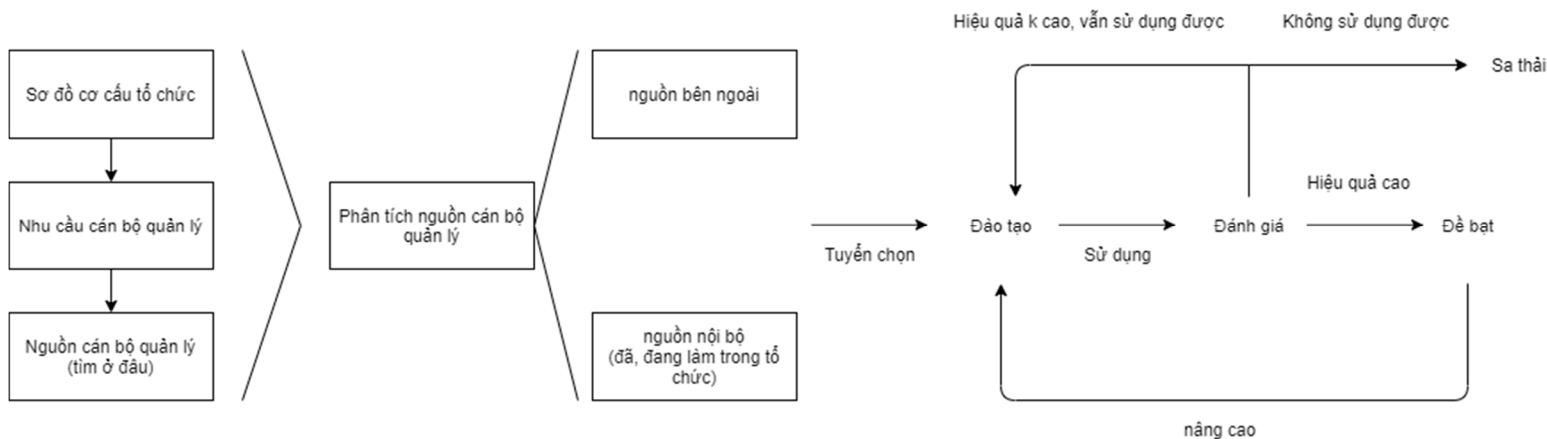 Sơ đồ cơ cấu tổ chức
Nhu cầu cán bộ quản lý
Nguồn cán bộ quản lý
(tìm ở đâu)
Phân tích nguồn cán bộ
quản lý
nguồn bên ngoài
nguồn nội bộ
(đã, đang làm trong tổ
chức)
Tuyển chọn
Đào tạo
Sử dụng
Đánh giá
Hiệu quả k cao, vẫn sử dụng được
Không sử dụng được
Sa thải
Hiệu quả cao
Đề bạt
nâng cao